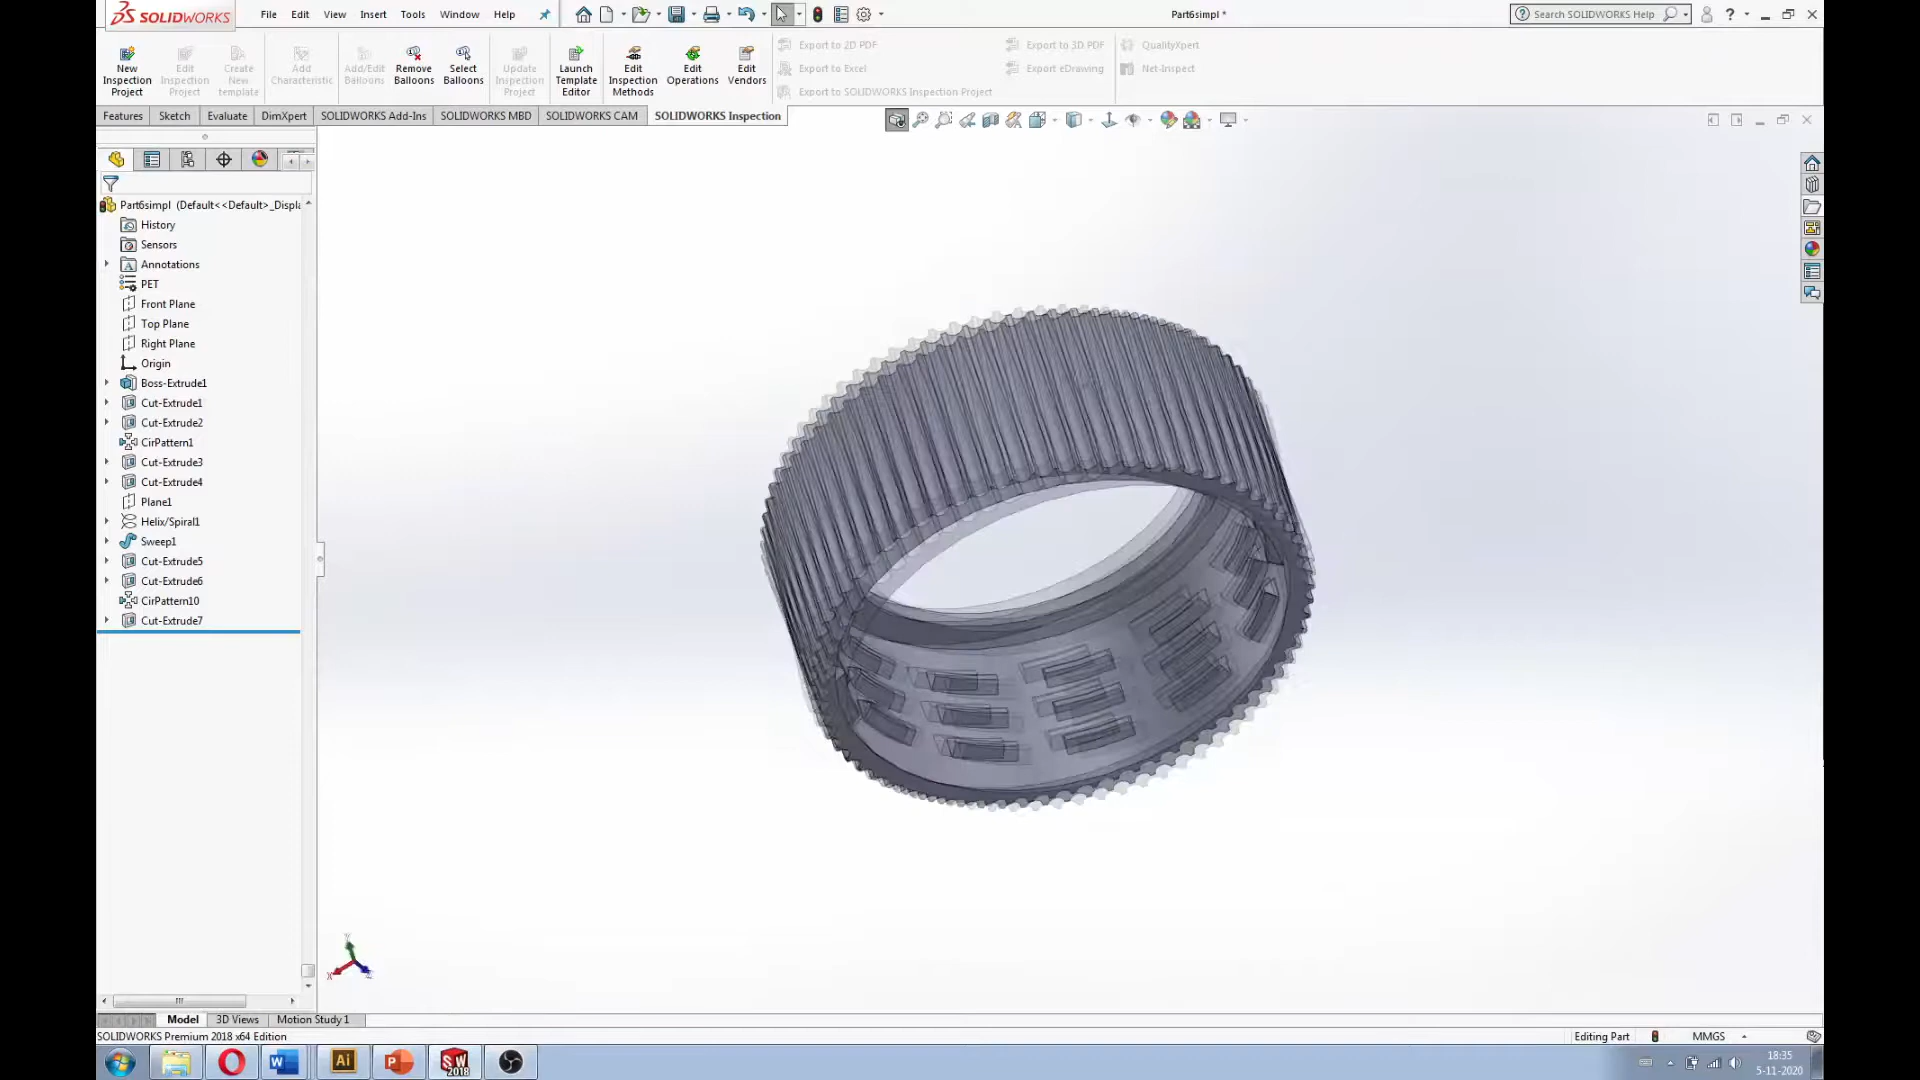 SOLIDWORKS
File Edit View Insert Tools Window Help
Part6simpl *
Search SOLIDWORKS Help
New Inspection Project
Edit Inspection Project
Create New template
Add Characteristic
Add/Edit Balloons
Remove Balloons
Select Balloons
Update Inspection Project
Launch Template Editor
Edit Inspection Methods
Edit Operations
Edit Vendors
Export to 2D PDF
Export to Excel
Export to SOLIDWORKS Inspection Project
Export to 3D PDF
Export eDrawing
QualityXpert
Net-Inspect
Features Sketch Evaluate DimXpert SOLIDWORKS Add-Ins SOLIDWORKS MBD SOLIDWORKS CAM SOLIDWORKS Inspection
Part6simpl (Default<<Default>_Displa
History
Sensors
Annotations
PET
Front Plane
Top Plane
Right Plane
Origin
Boss-Extrude1
Cut-Extrude1
Cut-Extrude2
CirPattern1
Cut-Extrude3
Cut-Extrude4
Plane1
Helix/Spiral1
Sweep1
Cut-Extrude5
Cut-Extrude6
CirPattern10
Cut-Extrude7
Y
X
Z
Model 3D Views Motion Study 1
SOLIDWORKS Premium 2018 x64 Edition
Editing Part
MMGS
Ai
SW
2018
18:35
5-11-2020